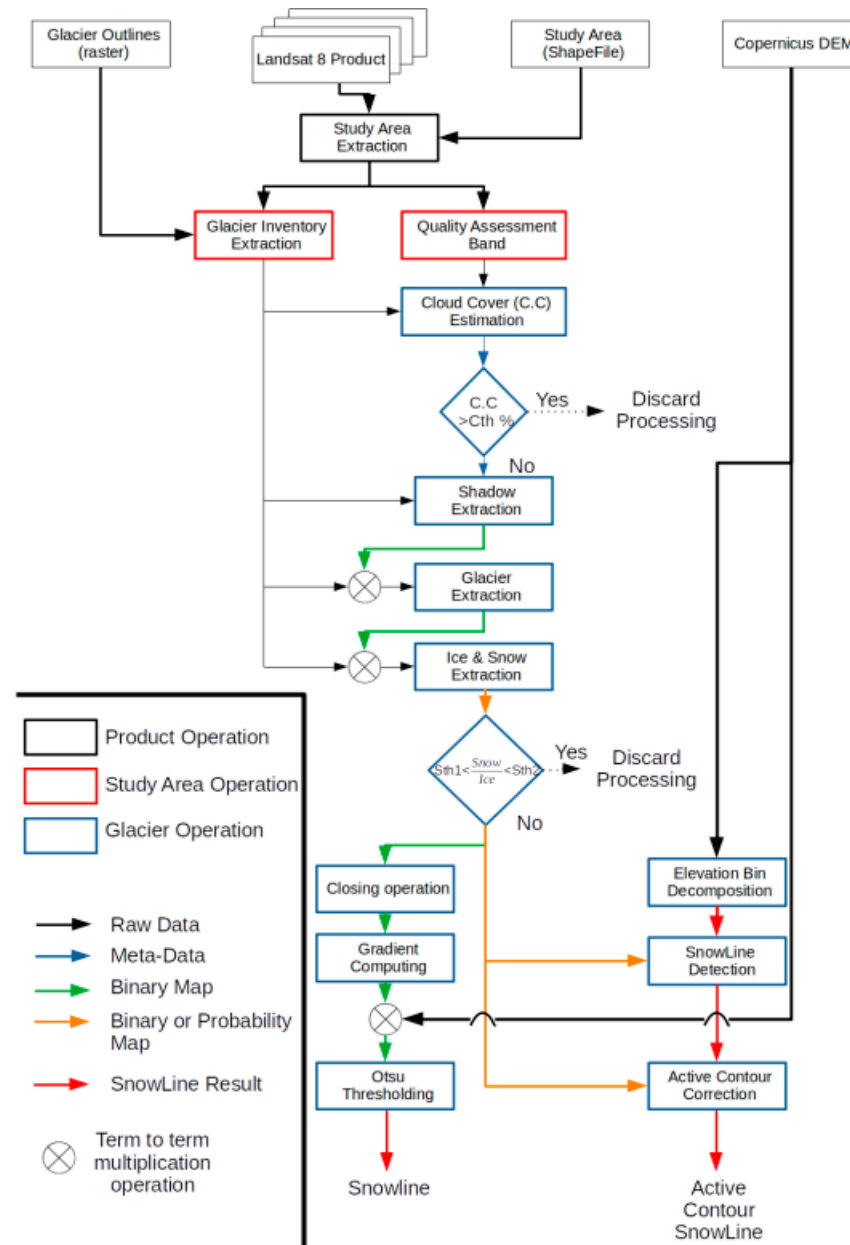 Glacier Outlines
(raster)
Landsat 8 Product
Study Area
(ShapeFile)
Copernicus DEM
Study Area
Extraction
Glacier Inventory
Extraction
Quality Assessment
Band
Cloud Cover (C.C)
Estimation
C.C
>Cth %
Yes
Discard
Processing
No
Shadow
Extraction
Glacier
Extraction
Ice & Snow
Extraction
Sth1<Snow/Ice<Sth2
Yes
Discard
Processing
No
Product Operation
Study Area Operation
Glacier Operation
Raw Data
Meta-Data
Binary Map
Binary or Probability
Map
SnowLine Result
Term to term
multiplication
operation
Closing operation
Gradient
Computing
Otsu
Thresholding
Snowline
Elevation Bin
Decomposition
SnowLine
Detection
Active Contour
Correction
Active
Contour
SnowLine